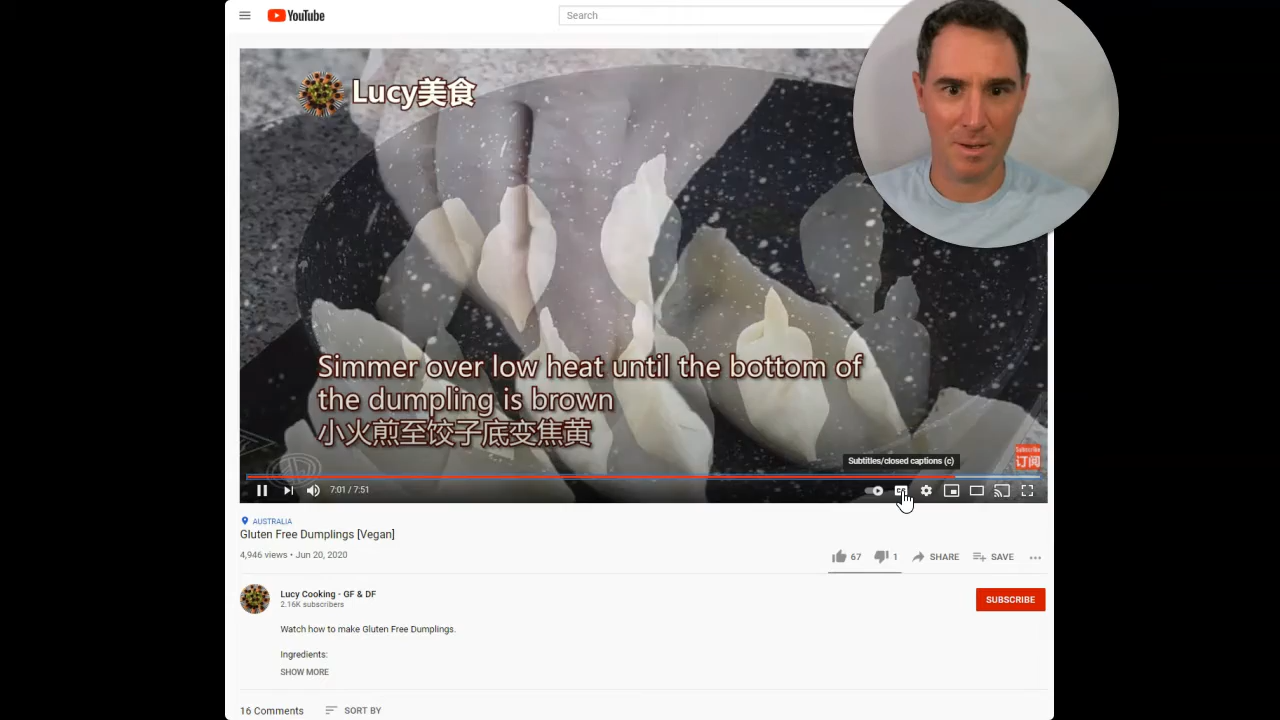 YouTube
Search
Lucy美食
Simmer over low heat until the bottom of
the dumpling is brown
小火煎至饺子底变焦黄
Subscribe
订阅
Subtitles/closed captions (c)
7:01 / 7:51
AUSTRALIA
Gluten Free Dumplings [Vegan]
4,946 views • Jun 20, 2020
67
1
SHARE
SAVE
Lucy Cooking - GF & DF
2.16K subscribers
SUBSCRIBE
Watch how to make Gluten Free Dumplings.
Ingredients:
SHOW MORE
16 Comments
SORT BY